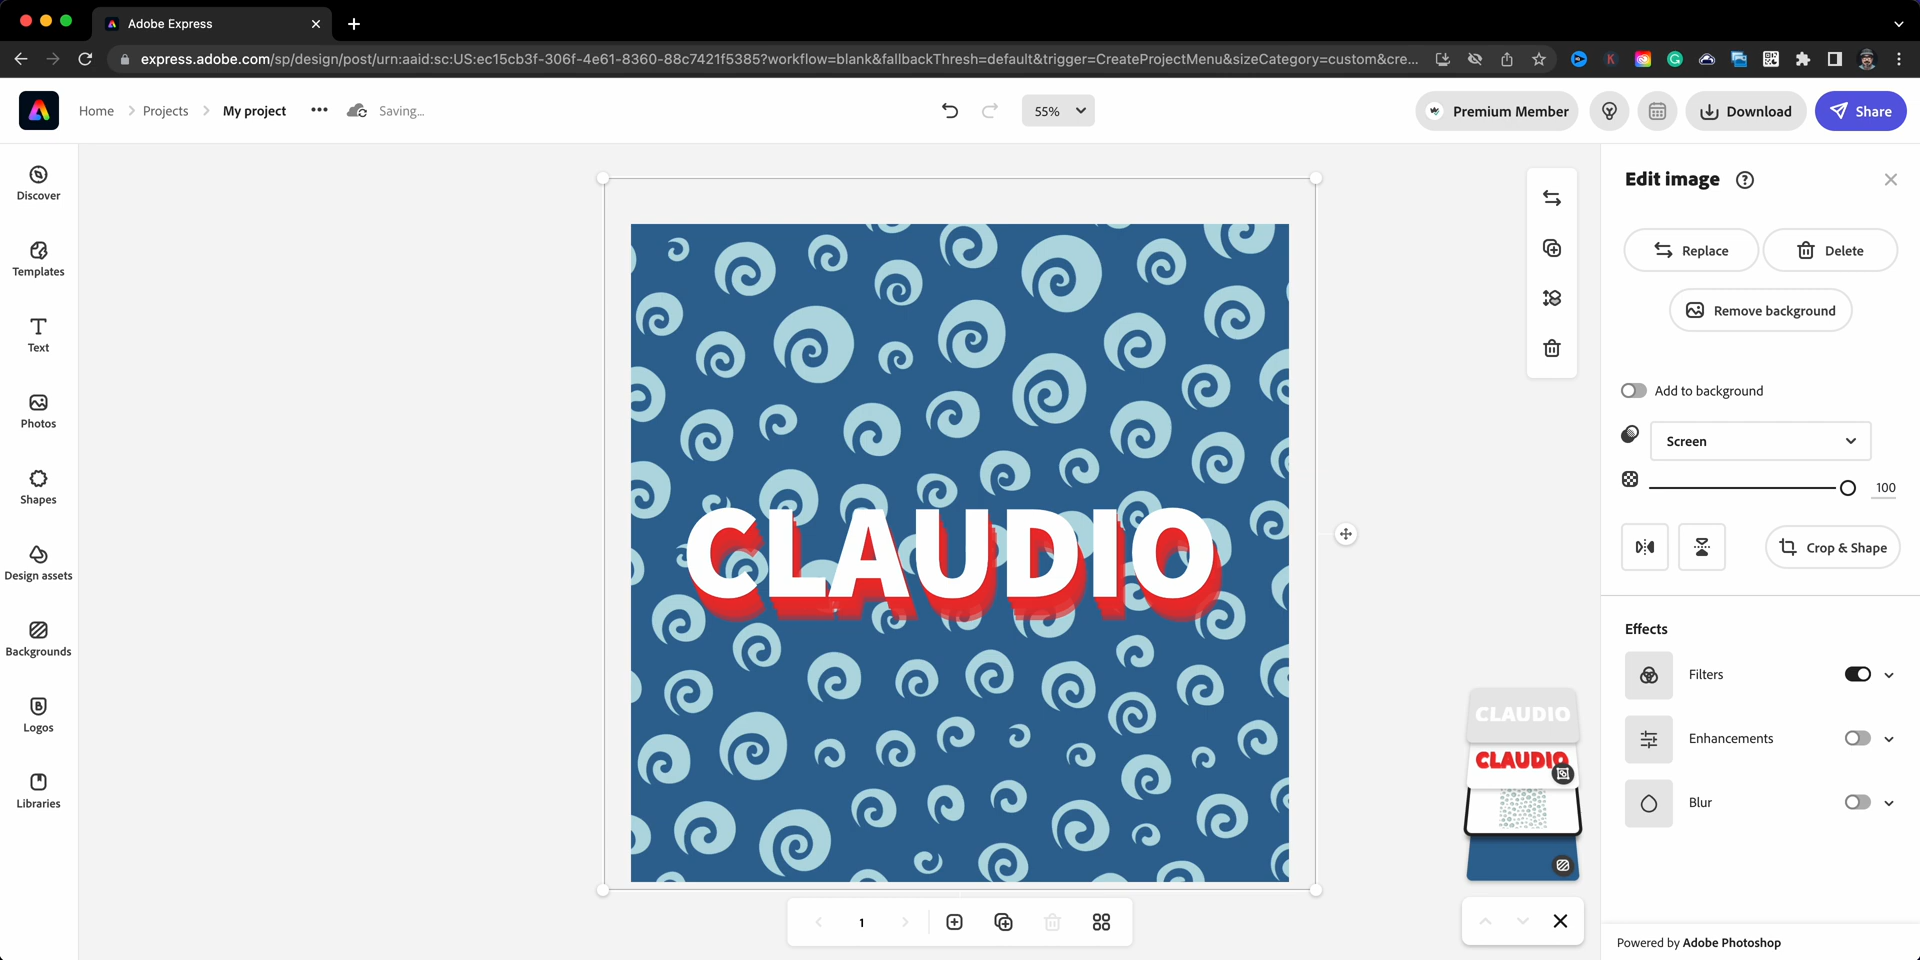 Adobe Express
express.adobe.com/sp/design/post/urn:aaid:sc:US:ec15cb3f-306f-4e61-8360-88c7421f5385?workflow=blank&fallbackThresh=default&trigger=CreateProjectMenu&sizeCategory=custom&cre...
Home
Projects
My project
Saving...
55%
Premium Member
Download
Share
Discover
Templates
Text
Photos
Shapes
Design assets
Backgrounds
Logos
Libraries
CLAUDIO
CLAUDIO
CLAUDIO
1
Edit image
Replace
Delete
Remove background
Add to background
Screen
100
Crop & Shape
Effects
Filters
Enhancements
Blur
Powered by Adobe Photoshop